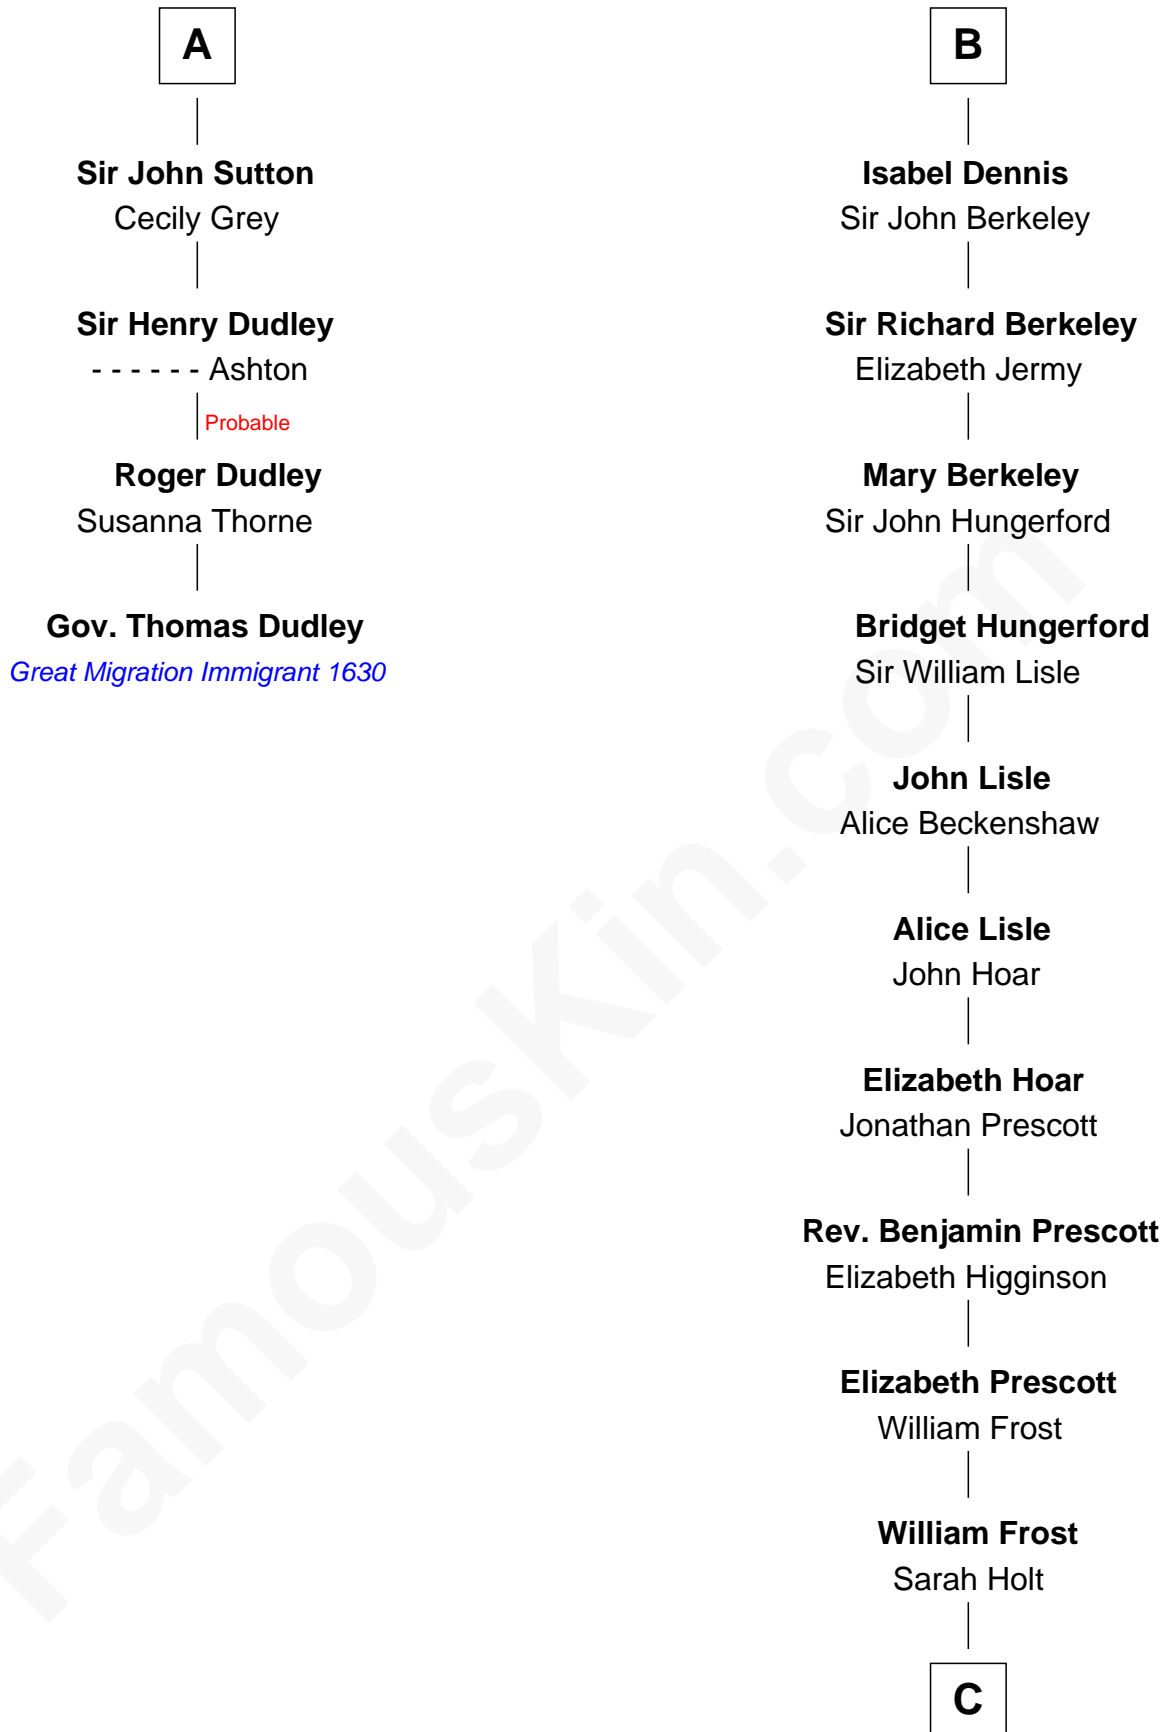 A
Sir John Sutton
Cecily Grey
Sir Henry Dudley
- - - - - - Ashton
Probable
Roger Dudley
Susanna Thorne
Gov. Thomas Dudley
Great Migration Immigrant 1630
B
Isabel Dennis
Sir John Berkeley
Sir Richard Berkeley
Elizabeth Jermy
Mary Berkeley
Sir John Hungerford
Bridget Hungerford
Sir William Lisle
John Lisle
Alice Beckenshaw
Alice Lisle
John Hoar
Elizabeth Hoar
Jonathan Prescott
Rev. Benjamin Prescott
Elizabeth Higginson
Elizabeth Prescott
William Frost
William Frost
Sarah Holt
C
FamousKin.com